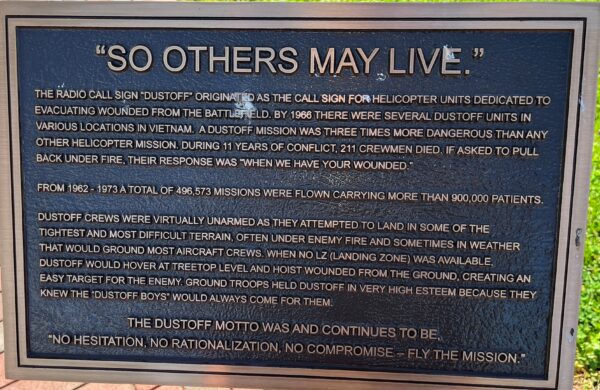 “SO OTHERS MAY LIVE.”
THE RADIO CALL SIGN “DUSTOFF” ORIGINATED AS THE CALL SIGN FOR HELICOPTER UNITS DEDICATED TO
EVACUATING WOUNDED FROM THE BATTLEFIELD. BY 1966 THERE WERE SEVERAL DUSTOFF UNITS IN
VARIOUS LOCATIONS IN VIETNAM. A DUSTOFF MISSION WAS THREE TIMES MORE DANGEROUS THAN ANY
OTHER HELICOPTER MISSION. DURING 11 YEARS OF CONFLICT, 211 CREWMEN DIED. IF ASKED TO PULL
BACK UNDER FIRE, THEIR RESPONSE WAS “WHEN WE HAVE YOUR WOUNDED.”
FROM 1962 - 1973 A TOTAL OF 496,573 MISSIONS WERE FLOWN CARRYING MORE THAN 900,000 PATIENTS.
DUSTOFF CREWS WERE VIRTUALLY UNARMED AS THEY ATTEMPTED TO LAND IN SOME OF THE
TIGHTEST AND MOST DIFFICULT TERRAIN, OFTEN UNDER ENEMY FIRE AND SOMETIMES IN WEATHER
THAT WOULD GROUND MOST AIRCRAFT CREWS. WHEN NO LZ (LANDING ZONE) WAS AVAILABLE,
DUSTOFF WOULD HOVER AT TREETOP LEVEL AND HOIST WOUNDED FROM THE GROUND, CREATING AN
EASY TARGET FOR THE ENEMY. GROUND TROOPS HELD DUSTOFF IN VERY HIGH ESTEEM BECAUSE THEY
KNEW THE “DUSTOFF BOYS” WOULD ALWAYS COME FOR THEM.
THE DUSTOFF MOTTO WAS AND CONTINUES TO BE,
“NO HESITATION, NO RATIONALIZATION, NO COMPROMISE – FLY THE MISSION.”